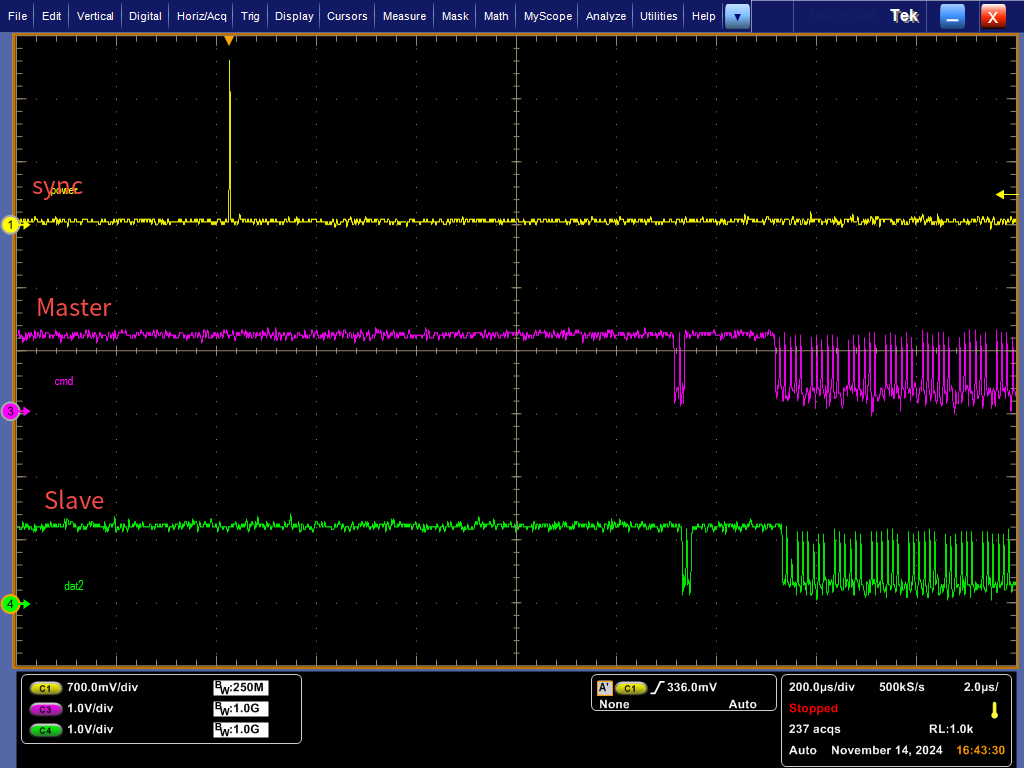 File Edit Vertical Digital Horiz/Acq Trig Display Cursors Measure Mask Math MyScope Analyze Utilities Help Tek X
sync
power
1
Master
cmd
3
Slave
dat2
4
C1 700.0mV/div BW:250M
C3 1.0V/div BW:1.0G
C4 1.0V/div BW:1.0G
A' C1 336.0mV
None Auto
200.0µs/div 500kS/s 2.0µs/
Stopped
237 acqs RL:1.0k
Auto November 14, 2024 16:43:30